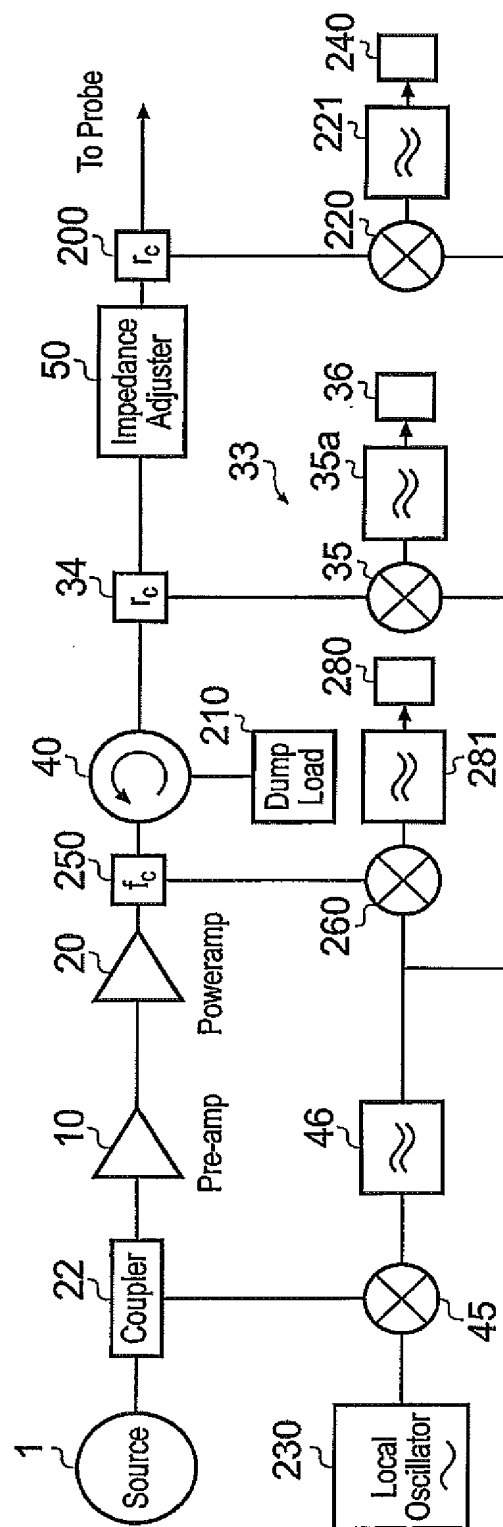 1
Source
22
Coupler
10
Pre-amp
20
Poweramp
250
fc
40
210
Dump
Load
34
rc
50
Impedance
Adjuster
200
rc
To Probe
230
Local
Oscillator
45
46
260
280
281
33
35
35a
36
220
221
240